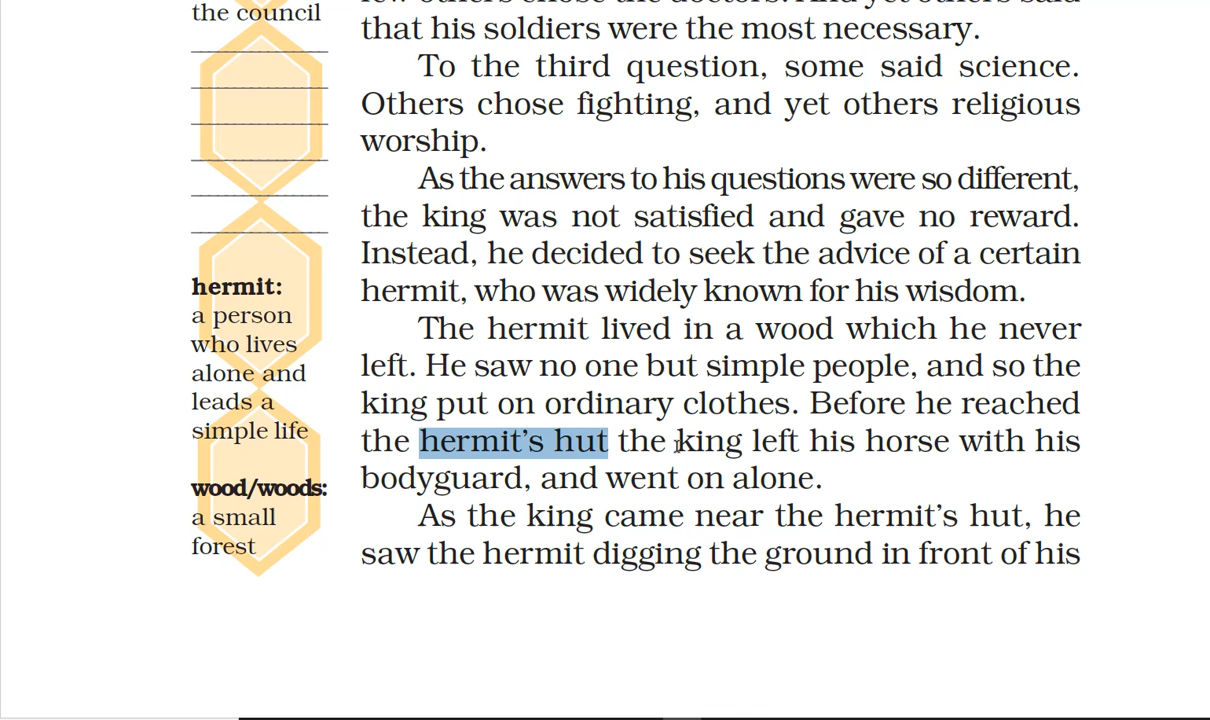 the council
hermit:
a person
who lives
alone and
leads a
simple life
wood/woods:
a small
forest
that his soldiers were the most necessary.
To the third question, some said science.
Others chose fighting, and yet others religious
worship.
As the answers to his questions were so different,
the king was not satisfied and gave no reward.
Instead, he decided to seek the advice of a certain
hermit, who was widely known for his wisdom.
The hermit lived in a wood which he never
left. He saw no one but simple people, and so the
king put on ordinary clothes. Before he reached
the hermit’s hut the king left his horse with his
bodyguard, and went on alone.
As the king came near the hermit’s hut, he
saw the hermit digging the ground in front of his